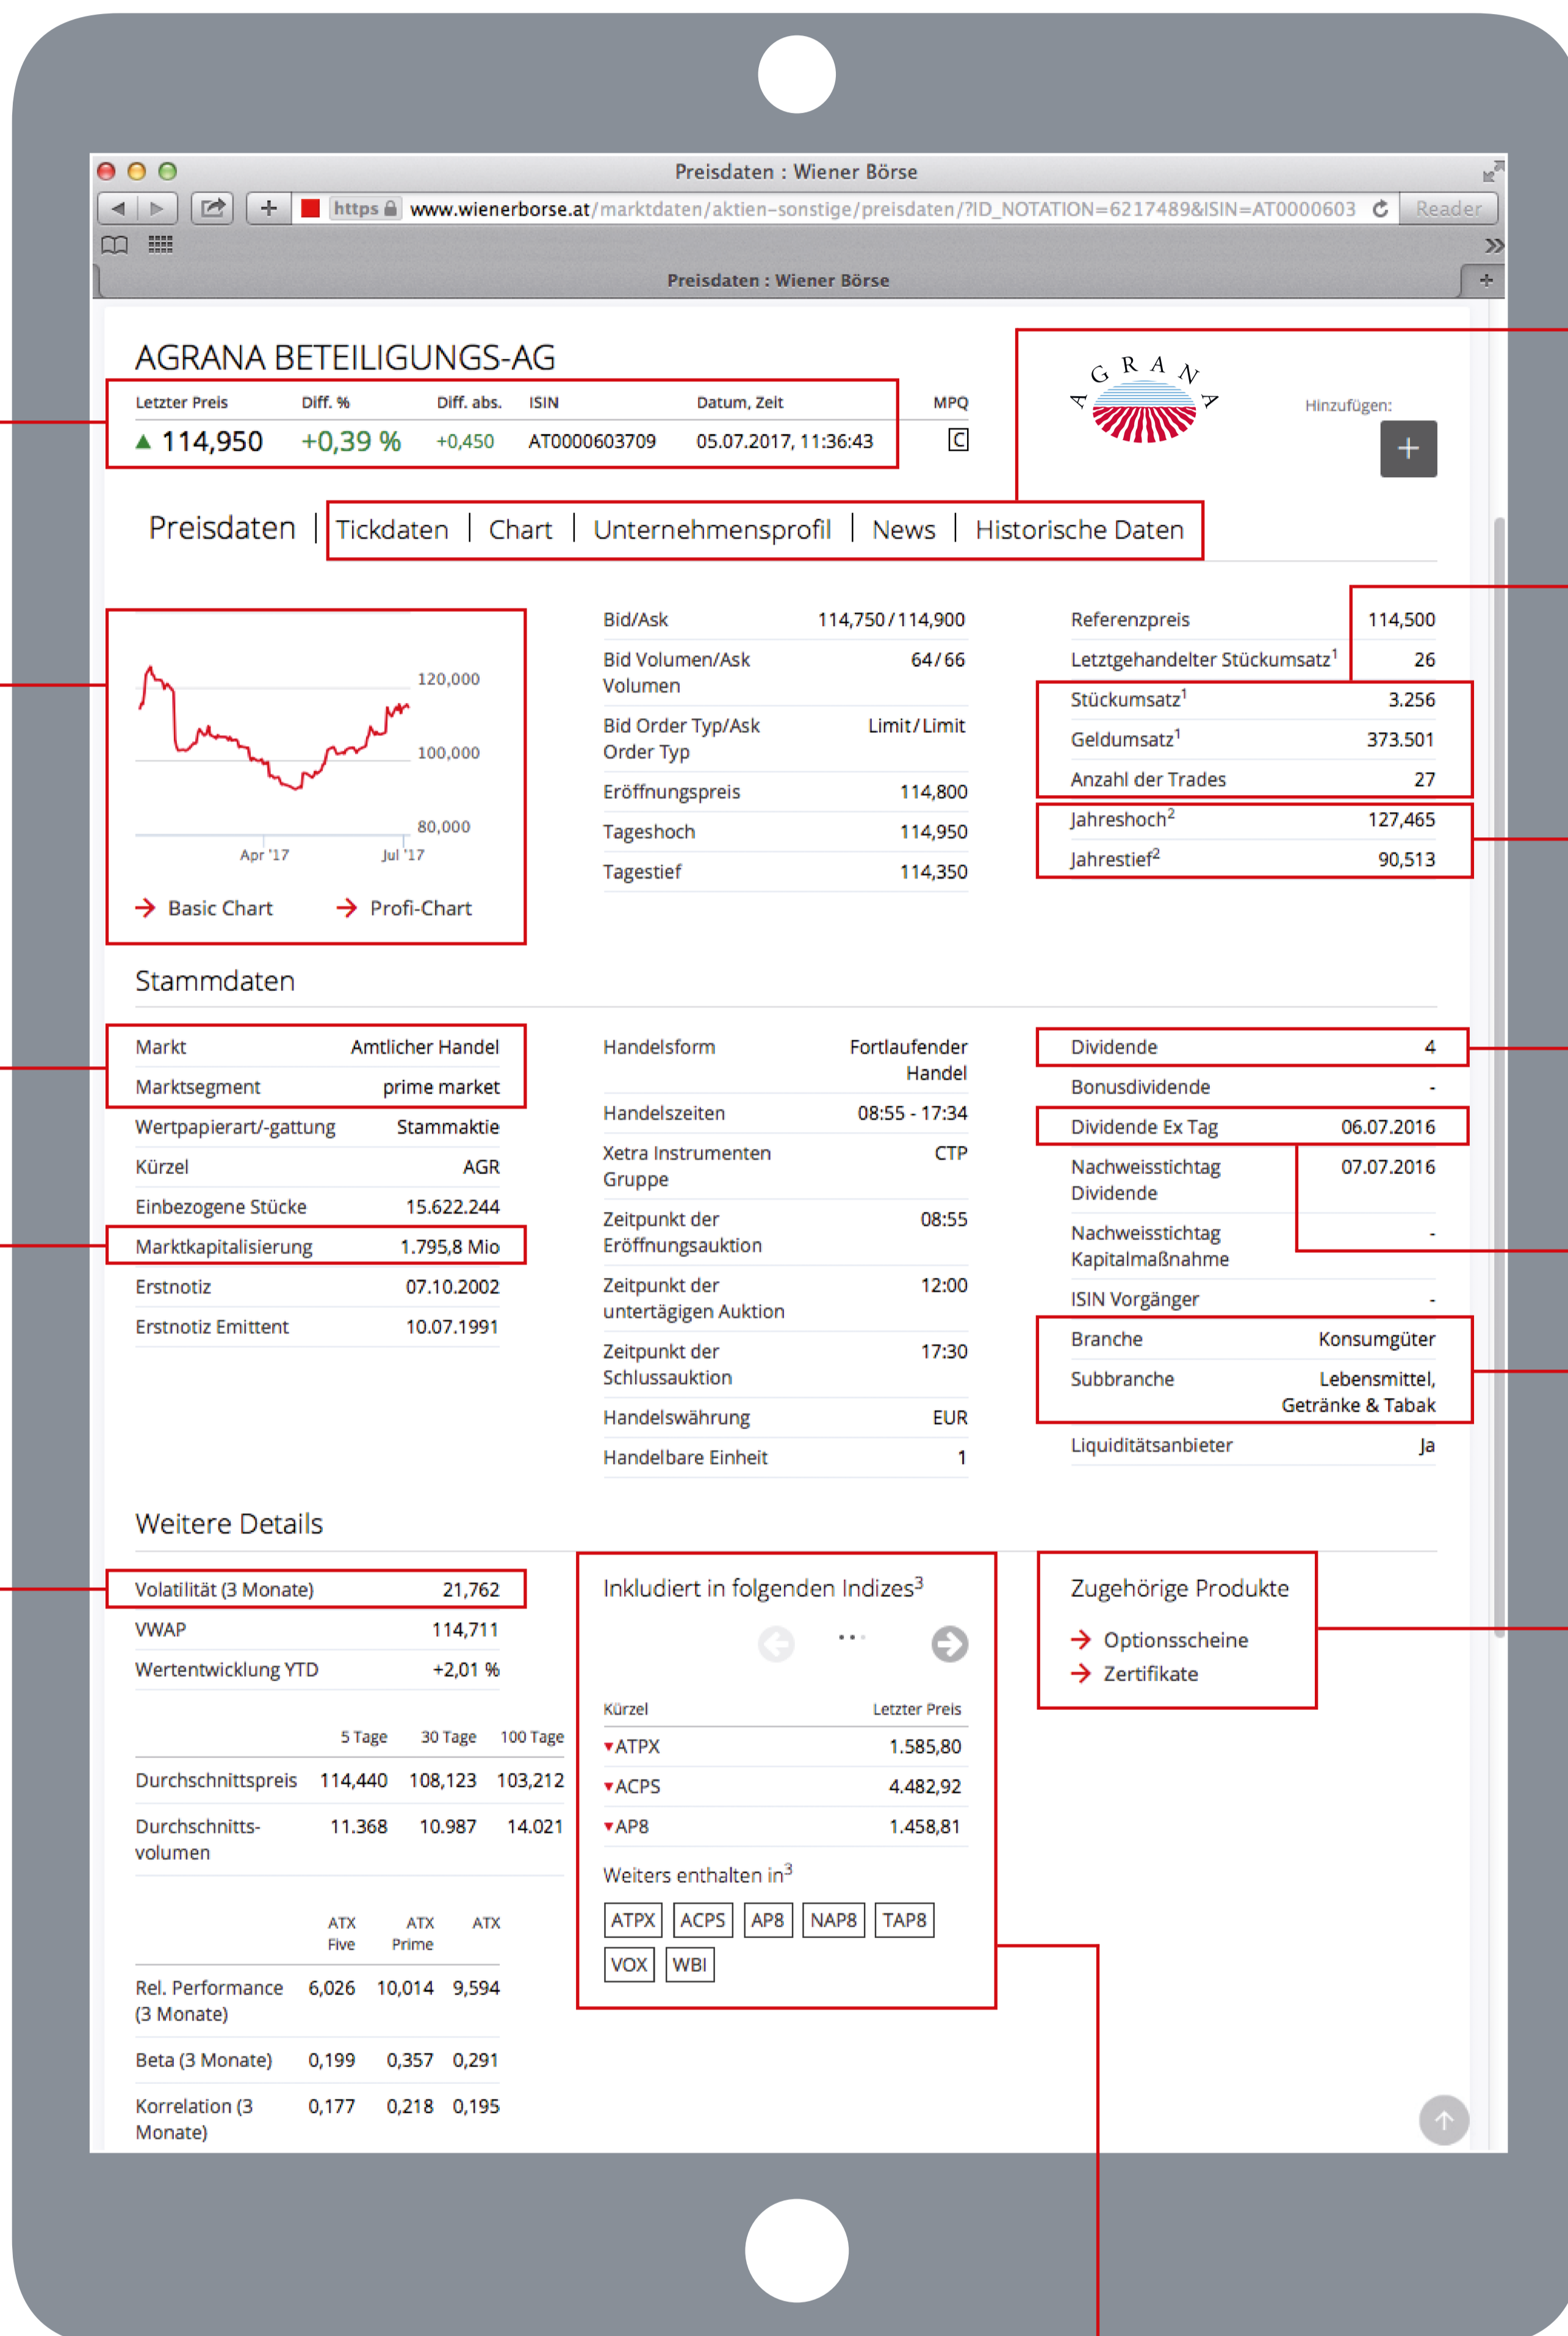 Preisdaten : Wiener Börse
https www.wienerborse.at/marktdaten/aktien-sonstige/preisdaten/?ID_NOTATION=6217489&ISIN=AT0000603 Reader
Preisdaten : Wiener Börse
AGRANA BETEILIGUNGS-AG
AGRANA
Hinzufügen:
Letzter Preis Diff. % Diff. abs. ISIN Datum, Zeit MPQ
114,950 +0,39 % +0,450 AT0000603709 05.07.2017, 11:36:43 C
Preisdaten | Tickdaten | Chart | Unternehmensprofil | News | Historische Daten
120,000
100,000
80,000
Apr '17 Jul '17
Basic Chart Profi-Chart
Bid/Ask 114,750/114,900
Bid Volumen/Ask 64/66
Volumen
Bid Order Typ/Ask Limit/Limit
Order Typ
Eröffnungspreis 114,800
Tageshoch 114,950
Tagestief 114,350
Referenzpreis 114,500
Letztgehandelter Stückumsatz¹ 26
Stückumsatz¹ 3.256
Geldumsatz¹ 373.501
Anzahl der Trades 27
Jahreshoch² 127,465
Jahrestief² 90,513
Stammdaten
Markt Amtlicher Handel
Marktsegment prime market
Wertpapierart/-gattung Stammaktie
Kürzel AGR
Einbezogene Stücke 15.622.244
Marktkapitalisierung 1.795,8 Mio
Erstnotiz 07.10.2002
Erstnotiz Emittent 10.07.1991
Handelsform Fortlaufender
Handel
Handelszeiten 08:55 - 17:34
Xetra Instrumenten CTP
Gruppe
Zeitpunkt der 08:55
Eröffnungsauktion
Zeitpunkt der 12:00
untertägigen Auktion
Zeitpunkt der 17:30
Schlussauktion
Handelswährung EUR
Handelbare Einheit 1
Dividende 4
Bonusdividende -
Dividende Ex Tag 06.07.2016
Nachweisstichtag 07.07.2016
Dividende
Nachweisstichtag -
Kapitalmaßnahme
ISIN Vorgänger -
Branche Konsumgüter
Subbranche Lebensmittel,
Getränke & Tabak
Liquiditätsanbieter Ja
Weitere Details
Volatilität (3 Monate) 21,762
VWAP 114,711
Wertentwicklung YTD +2,01 %
5 Tage 30 Tage 100 Tage
Durchschnittspreis 114,440 108,123 103,212
Durchschnitts- 11.368 10.987 14.021
volumen
ATX ATX ATX
Five Prime
Rel. Performance 6,026 10,014 9,594
(3 Monate)
Beta (3 Monate) 0,199 0,357 0,291
Korrelation (3 0,177 0,218 0,195
Monate)
Inkludiert in folgenden Indizes³
Kürzel Letzter Preis
ATPX 1.585,80
ACPS 4.482,92
AP8 1.458,81
Weiters enthalten in³
ATPX ACPS AP8 NAP8 TAP8
VOX WBI
Zugehörige Produkte
Optionsscheine
Zertifikate